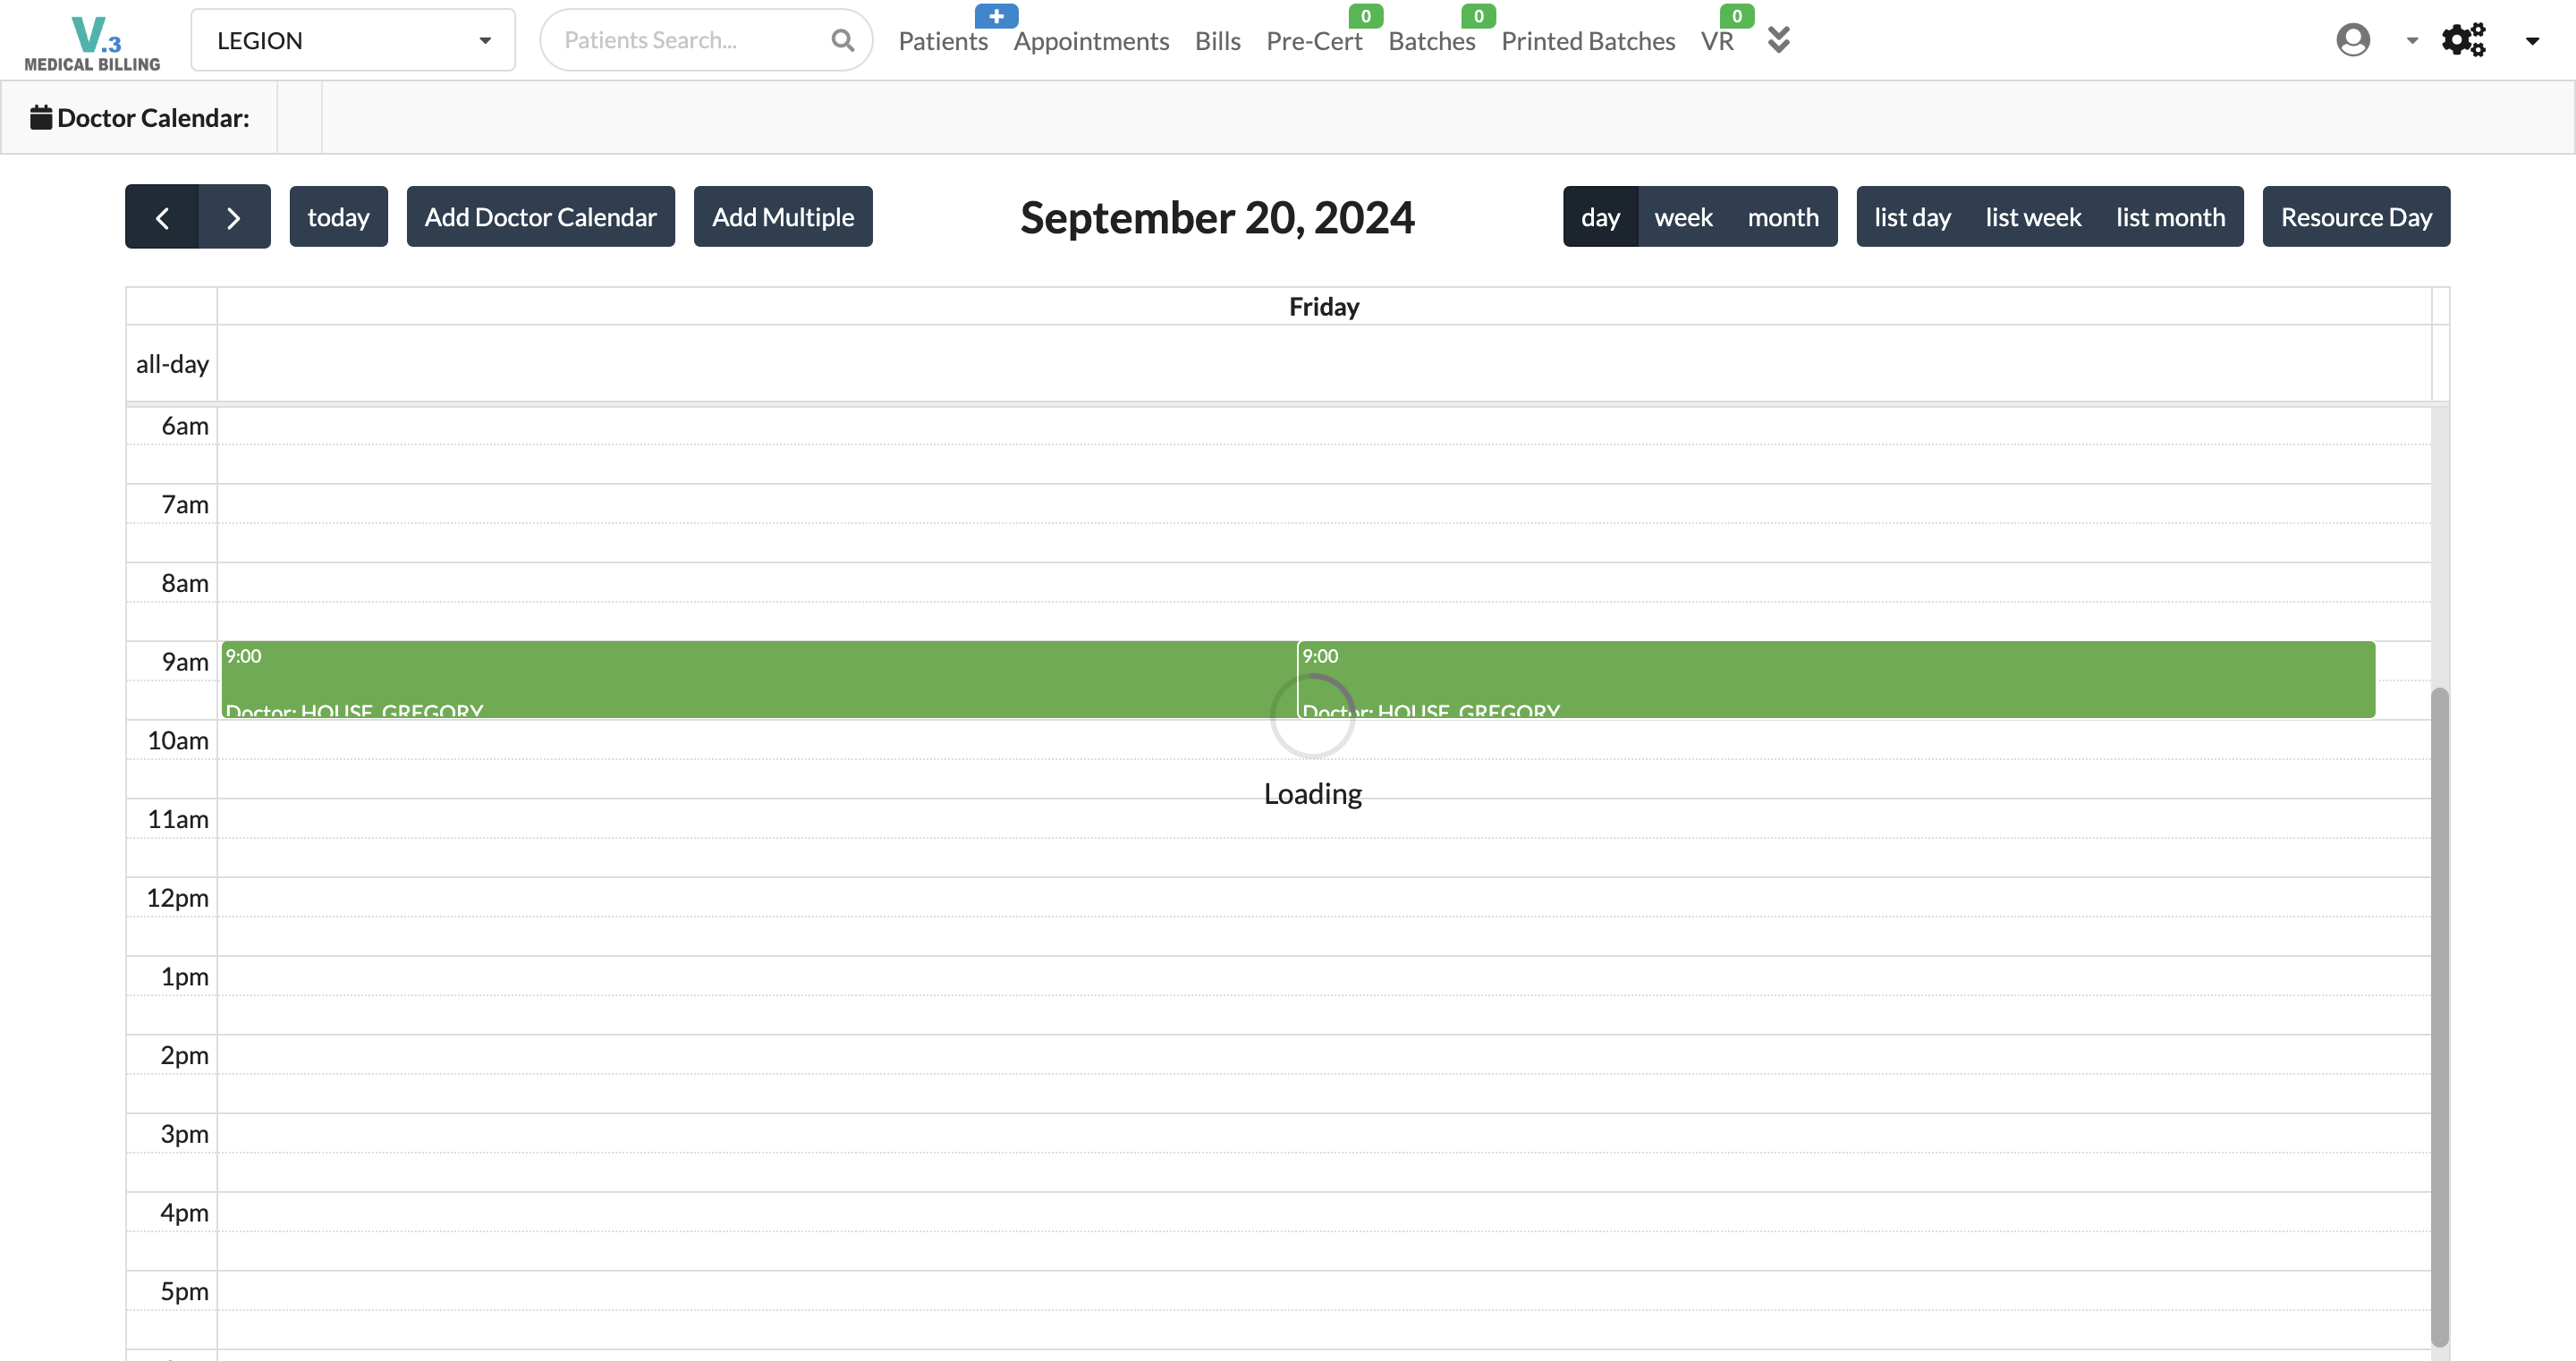 V.3
MEDICAL BILLING
LEGION
Patients Search...
Patients
Appointments
Bills
Pre-Cert
0
Batches
0
Printed Batches
VR
0
Doctor Calendar:
today
Add Doctor Calendar
Add Multiple
September 20, 2024
day
week
month
list day
list week
list month
Resource Day
Friday
all-day
6am
7am
8am
9am
9:00
Doctor: HOUSE, GREGORY
9:00
Doctor: HOUSE, GREGORY
10am
Loading
11am
12pm
1pm
2pm
3pm
4pm
5pm